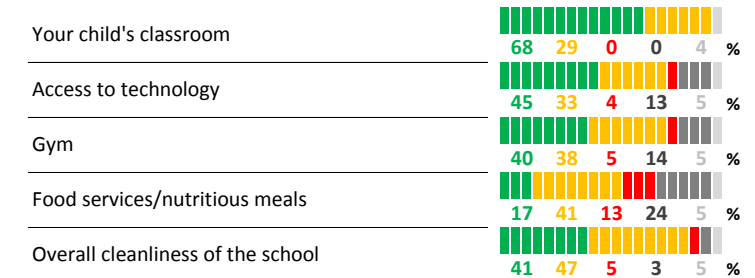 Your child's classroom
68 29 0 0 4 %
Access to technology
45 33 4 13 5 %
Gym
40 38 5 14 5 %
Food services/nutritious meals
17 41 13 24 5 %
Overall cleanliness of the school
41 47 5 3 5 %